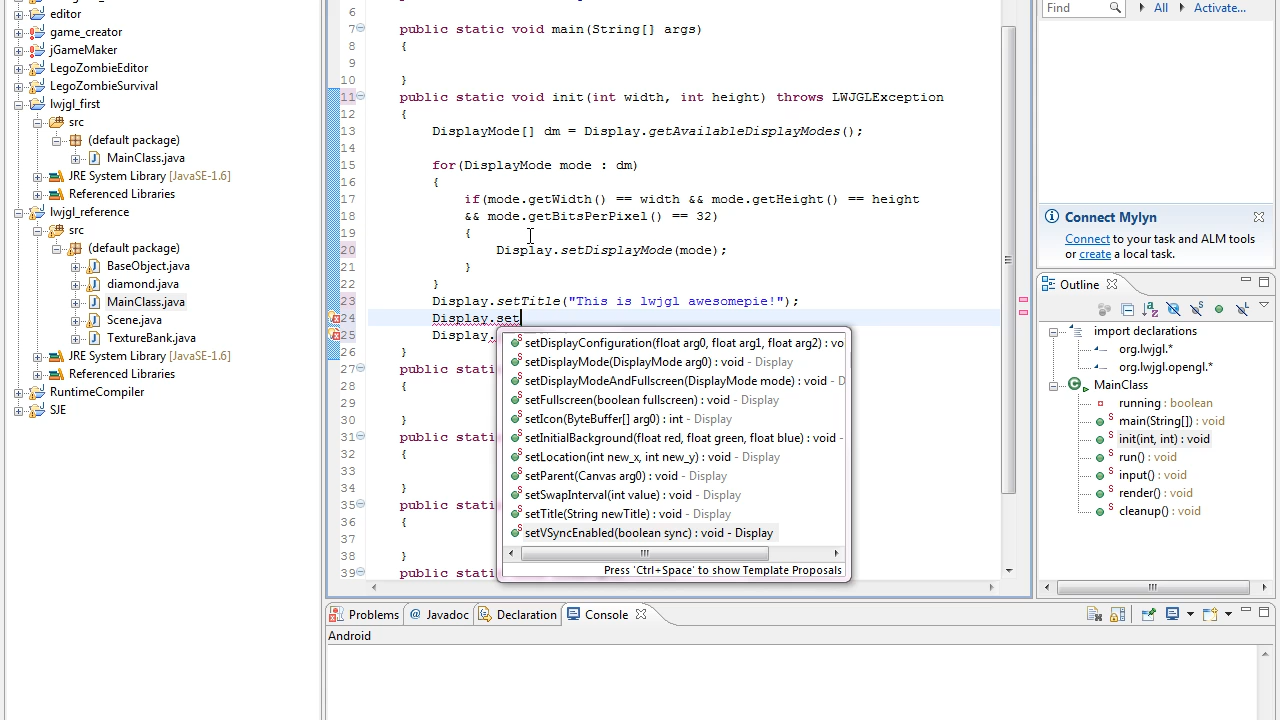 editor
game_creator
jGameMaker
LegoZombieEditor
LegoZombieSurvival
lwjgl_first
src
(default package)
MainClass.java
JRE System Library [JavaSE-1.6]
Referenced Libraries
lwjgl_reference
src
(default package)
BaseObject.java
diamond.java
MainClass.java
Scene.java
TextureBank.java
JRE System Library [JavaSE-1.6]
Referenced Libraries
RuntimeCompiler
SJE
6
7 public static void main(String[] args)
8 {
9
10 }
11 public static void init(int width, int height) throws LWJGLException
12 {
13 DisplayMode[] dm = Display.getAvailableDisplayModes();
14
15 for(DisplayMode mode : dm)
16 {
17 if(mode.getWidth() == width && mode.getHeight() == height
18 && mode.getBitsPerPixel() == 32)
19 {
20 Display.setDisplayMode(mode);
21 }
22 }
23 Display.setTitle("This is lwjgl awesomepie!");
24 Display.set
25 Display.
26 }
27 public stati
28 {
29
30 }
31 public stati
32 {
33
34 }
35 public stati
36 {
37
38 }
39 public stati
setDisplayConfiguration(float arg0, float arg1, float arg2) : vo
setDisplayMode(DisplayMode arg0) : void - Display
setDisplayModeAndFullscreen(DisplayMode mode) : void - D
setFullscreen(boolean fullscreen) : void - Display
setIcon(ByteBuffer[] arg0) : int - Display
setInitialBackground(float red, float green, float blue) : void -
setLocation(int new_x, int new_y) : void - Display
setParent(Canvas arg0) : void - Display
setSwapInterval(int value) : void - Display
setTitle(String newTitle) : void - Display
setVSyncEnabled(boolean sync) : void - Display
Press 'Ctrl+Space' to show Template Proposals
Find All Activate...
Connect Mylyn
Connect to your task and ALM tools
or create a local task.
Outline
import declarations
org.lwjgl.*
org.lwjgl.opengl.*
MainClass
running : boolean
main(String[]) : void
init(int, int) : void
run() : void
input() : void
render() : void
cleanup() : void
Problems @ Javadoc Declaration Console
Android